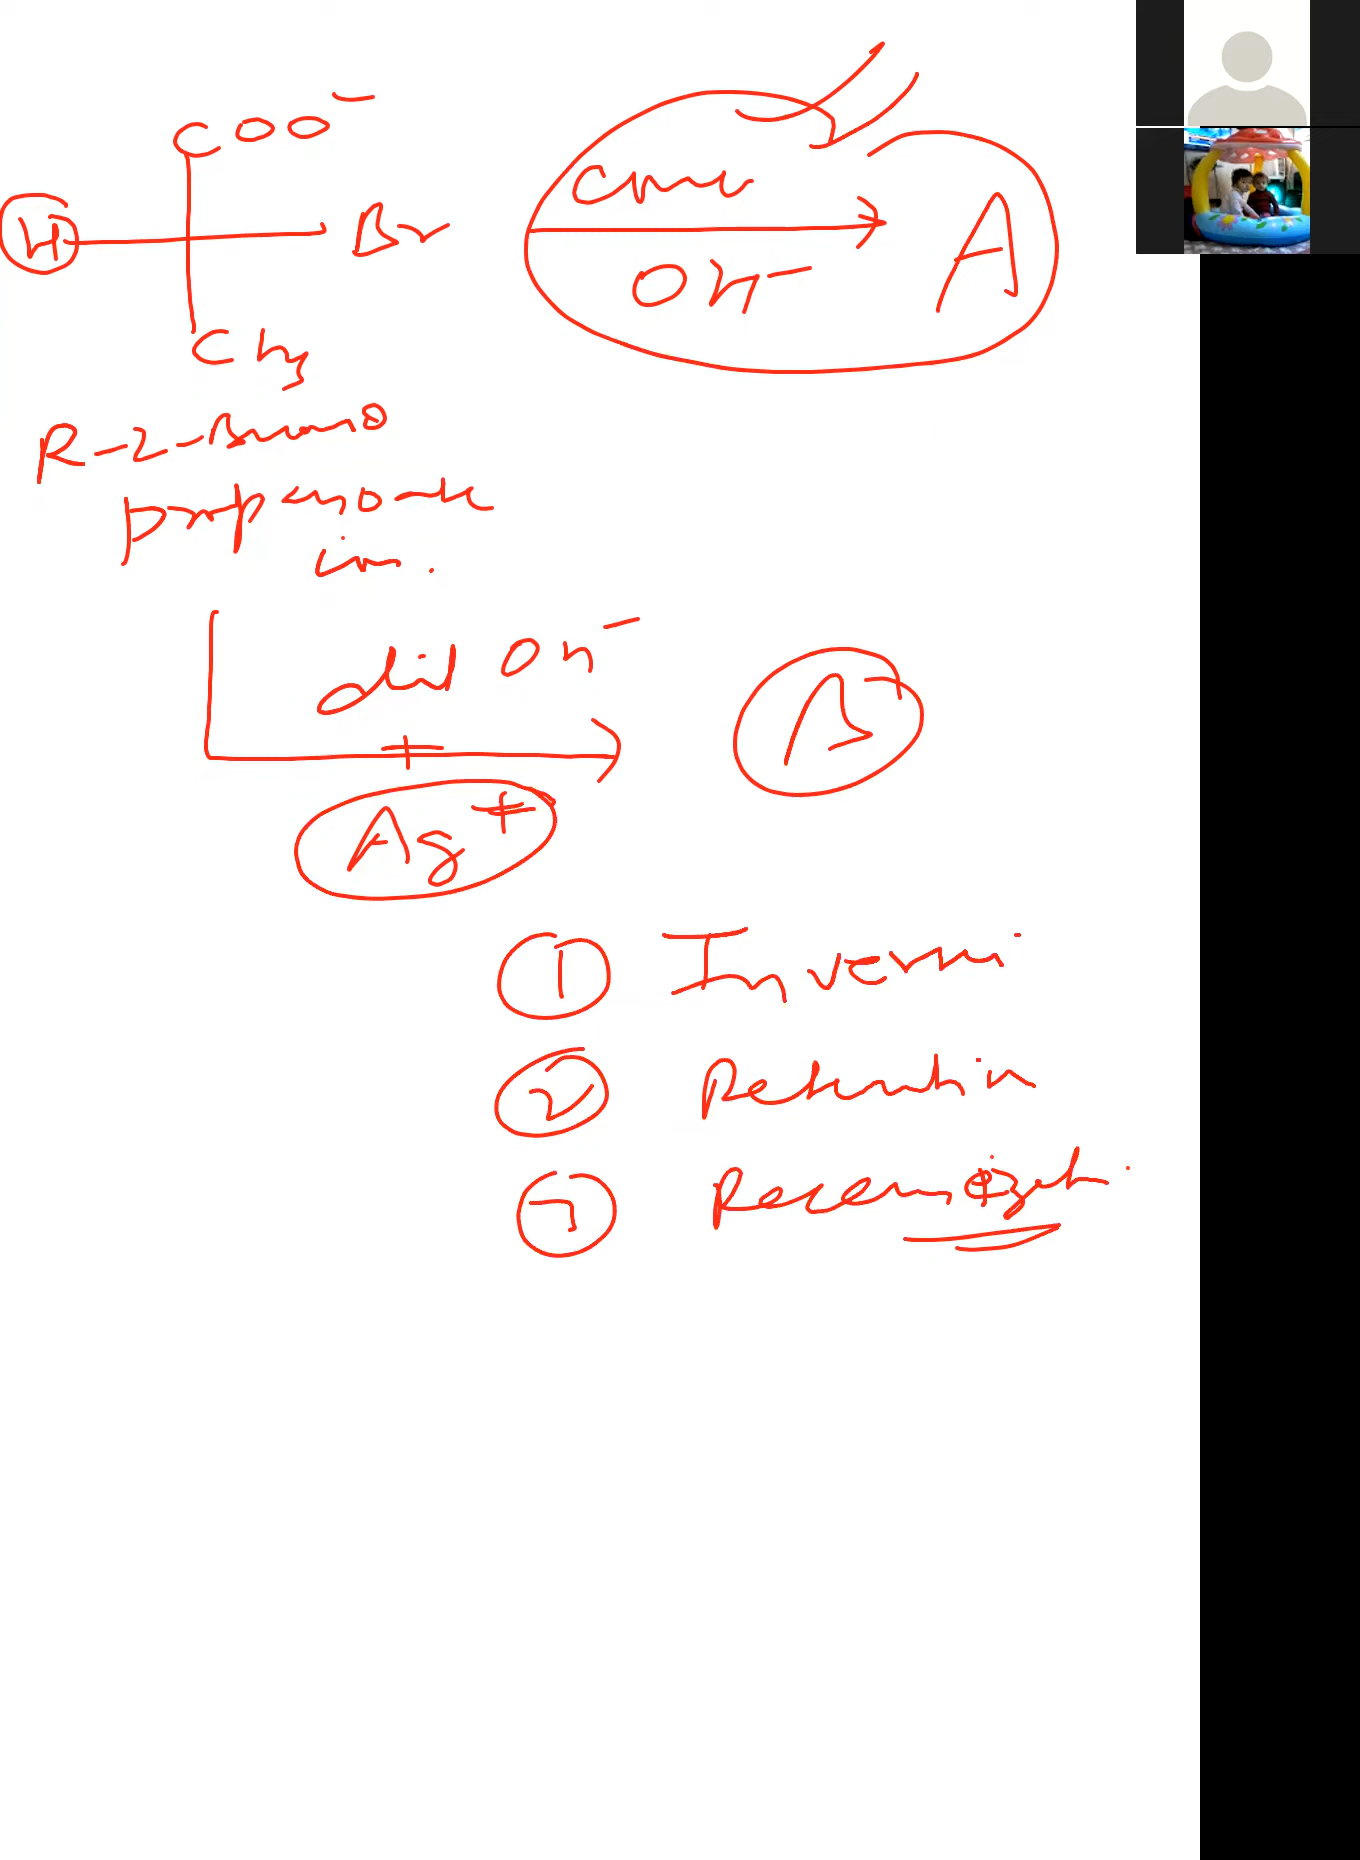 COO⁻
H Br
CH3
conc
OH⁻ A
R-2-Bromo
propanoate
ion.
dil OH⁻
+
Ag⁺
B
① Inversion
② Retention
③ Racemization